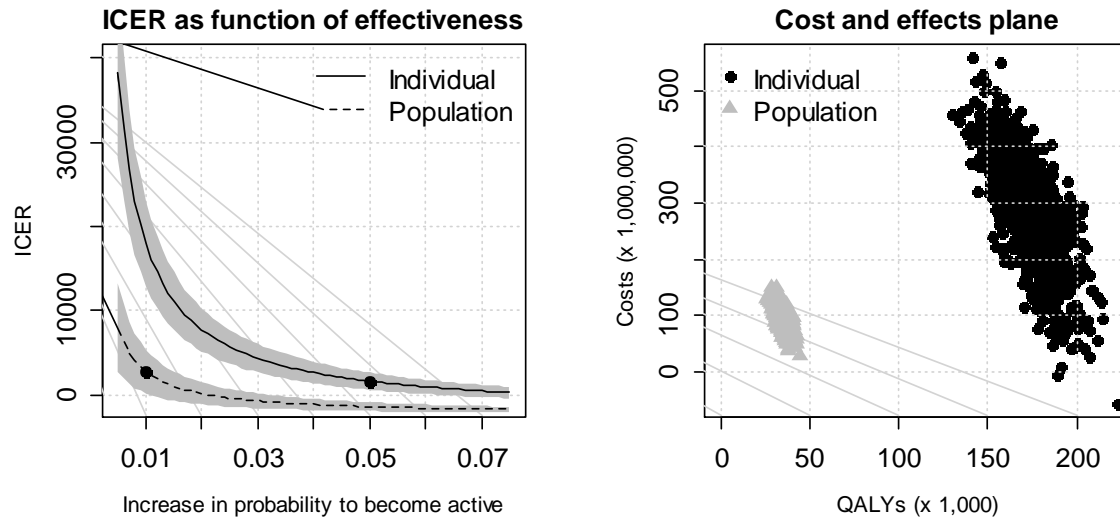 ICER as function of effectiveness
Individual
Population
30000
10000
0
ICER
0.01 0.03 0.05 0.07
Increase in probability to become active
Cost and effects plane
Individual
Population
500
300
100
0
Costs (x 1,000,000)
0 50 100 150 200
QALYs (x 1,000)